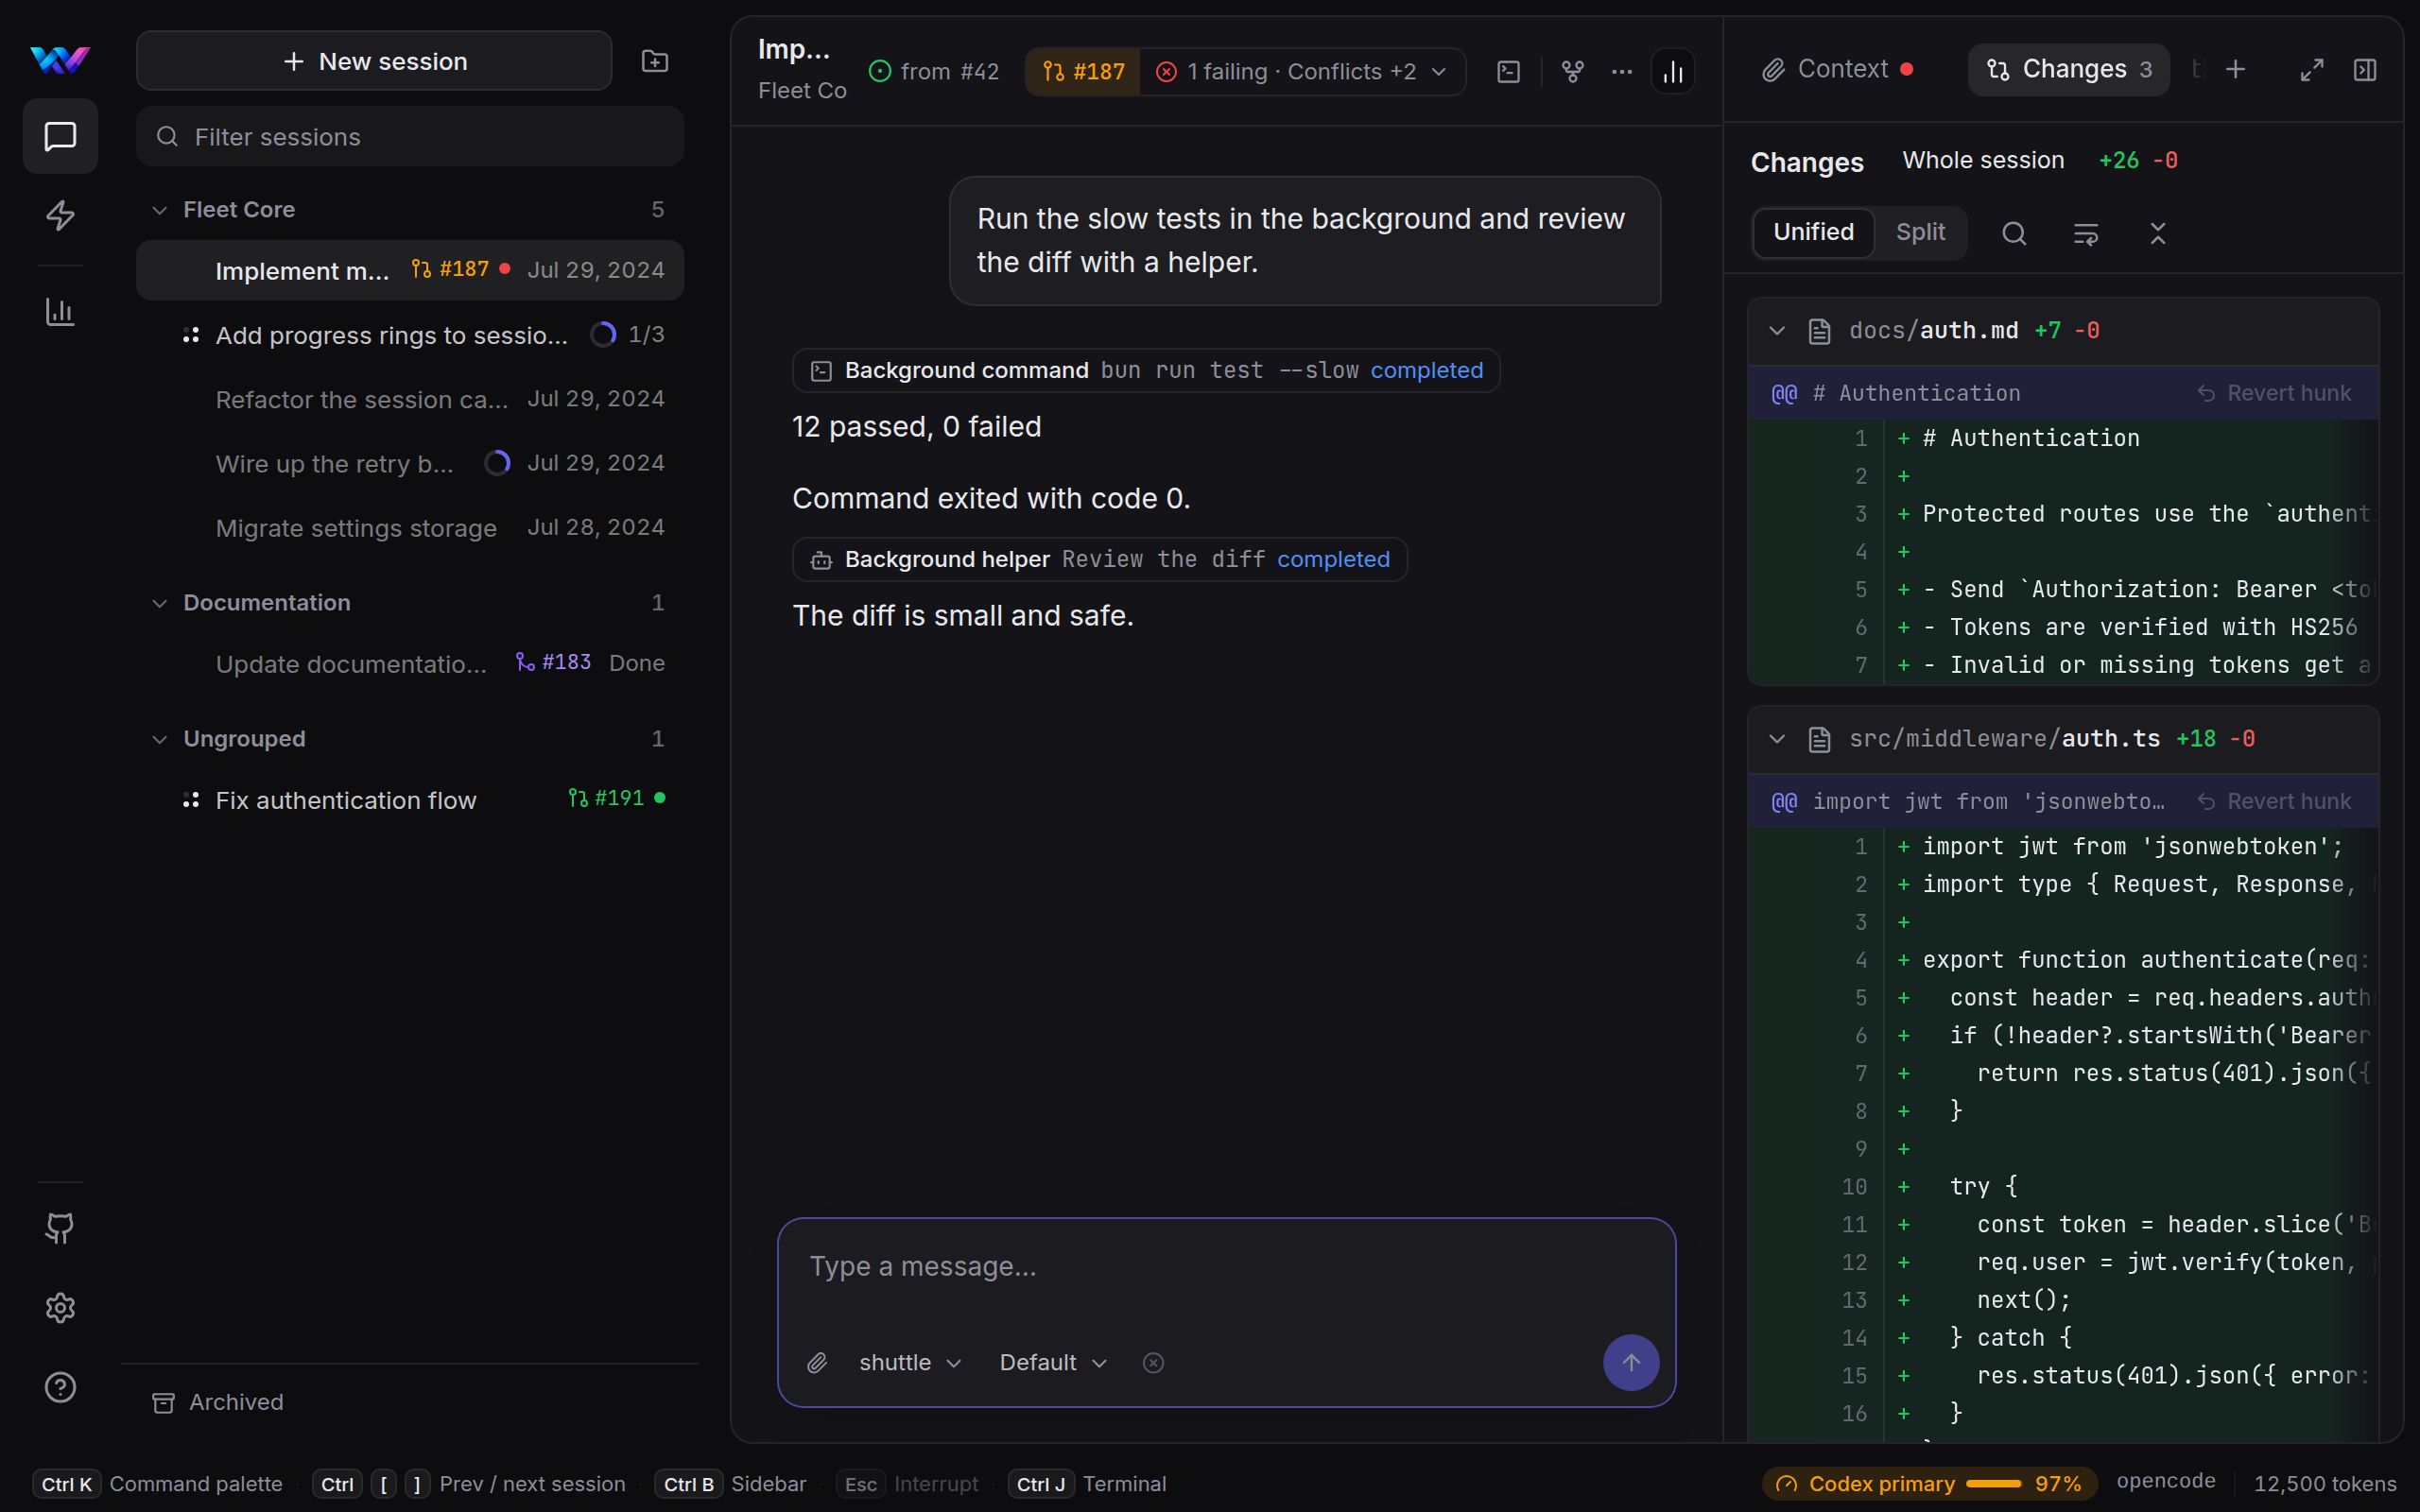 New session
Filter sessions
Fleet Core 5
Implement m... #187 Jul 29, 2024
Add progress rings to sessio... 1/3
Refactor the session ca... Jul 29, 2024
Wire up the retry b... Jul 29, 2024
Migrate settings storage Jul 28, 2024
Documentation 1
Update documentatio... #183 Done
Ungrouped 1
Fix authentication flow #191
Archived
Imp...
Fleet Co
from #42
#187 1 failing · Conflicts +2
Run the slow tests in the background and review
the diff with a helper.
Background command bun run test --slow completed
12 passed, 0 failed
Command exited with code 0.
Background helper Review the diff completed
The diff is small and safe.
Type a message...
shuttle Default
Context Changes 3
Changes Whole session +26 -0
Unified Split
docs/auth.md +7 -0
@@ # Authentication Revert hunk
1 + # Authentication
2 +
3 + Protected routes use the `authent
4 +
5 + - Send `Authorization: Bearer <to
6 + - Tokens are verified with HS256
7 + - Invalid or missing tokens get a
src/middleware/auth.ts +18 -0
@@ import jwt from 'jsonwebto… Revert hunk
1 + import jwt from 'jsonwebtoken';
2 + import type { Request, Response,
3 +
4 + export function authenticate(req:
5 + const header = req.headers.auth
6 + if (!header?.startsWith('Bearer
7 + return res.status(401).json({
8 + }
9 +
10 + try {
11 + const token = header.slice('B
12 + req.user = jwt.verify(token,
13 + next();
14 + } catch {
15 + res.status(401).json({ error:
16 + }
Ctrl K Command palette · Ctrl [ ] Prev / next session · Ctrl B Sidebar · Esc Interrupt · Ctrl J Terminal
Codex primary 97% opencode 12,500 tokens